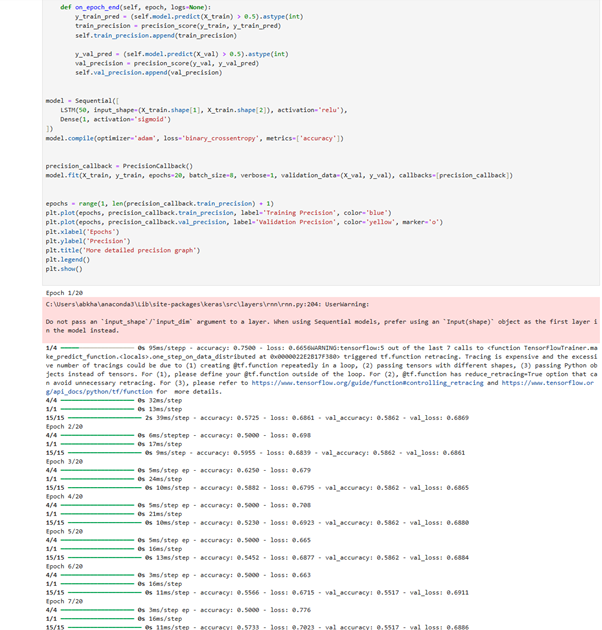 def on_epoch_end(self, epoch, logs=None):
y_train_pred = (self.model.predict(X_train) > 0.5).astype(int)
train_precision = precision_score(y_train, y_train_pred)
self.train_precision.append(train_precision)
y_val_pred = (self.model.predict(X_val) > 0.5).astype(int)
val_precision = precision_score(y_val, y_val_pred)
self.val_precision.append(val_precision)
model = Sequential([
LSTM(50, input_shape=(X_train.shape[1], X_train.shape[2]), activation='relu'),
Dense(1, activation='sigmoid')
])
model.compile(optimizer='adam', loss='binary_crossentropy', metrics=['accuracy'])
precision_callback = PrecisionCallback()
model.fit(X_train, y_train, epochs=20, batch_size=8, verbose=1, validation_data=(X_val, y_val), callbacks=[precision_callback])
epochs = range(1, len(precision_callback.train_precision) + 1)
plt.plot(epochs, precision_callback.train_precision, label='Training Precision', color='blue')
plt.plot(epochs, precision_callback.val_precision, label='Validation Precision', color='yellow', marker='o')
plt.xlabel('Epochs')
plt.ylabel('Precision')
plt.title('More detailed precision graph')
plt.legend()
plt.show()
Epoch 1/20
C:\Users\abkha\anaconda3\Lib\site-packages\keras\src\layers\rnn\rnn.py:204: UserWarning:
Do not pass an `input_shape`/`input_dim` argument to a layer. When using Sequential models, prefer using an `Input(shape)` object as the first layer i
n the model instead.
1/4 0s 95ms/step - accuracy: 0.7500 - loss: 0.6656WARNING:tensorflow:5 out of the last 7 calls to <function TensorFlowTrainer.ma
ke_predict_function.<locals>.one_step_on_data_distributed at 0x0000022E2B17F380> triggered tf.function retracing. Tracing is expensive and the excessi
ve number of tracings could be due to (1) creating @tf.function repeatedly in a loop, (2) passing tensors with different shapes, (3) passing Python ob
jects instead of tensors. For (1), please define your @tf.function outside of the loop. For (2), @tf.function has reduce_retracing=True option that ca
n avoid unnecessary retracing. For (3), please refer to https://www.tensorflow.org/guide/function#controlling_retracing and https://www.tensorflow.or
g/api_docs/python/tf/function for more details.
4/4 0s 32ms/step
1/1 0s 13ms/step
15/15 2s 39ms/step - accuracy: 0.5725 - loss: 0.6861 - val_accuracy: 0.5862 - val_loss: 0.6869
Epoch 2/20
4/4 0s 6ms/stepstep - accuracy: 0.5000 - loss: 0.698
1/1 0s 17ms/step
15/15 0s 9ms/step - accuracy: 0.5955 - loss: 0.6839 - val_accuracy: 0.5862 - val_loss: 0.6861
Epoch 3/20
4/4 0s 5ms/step ep - accuracy: 0.6250 - loss: 0.679
1/1 0s 24ms/step
15/15 0s 10ms/step - accuracy: 0.5882 - loss: 0.6795 - val_accuracy: 0.5862 - val_loss: 0.6865
Epoch 4/20
4/4 0s 5ms/step ep - accuracy: 0.5000 - loss: 0.708
1/1 0s 21ms/step
15/15 0s 10ms/step - accuracy: 0.5230 - loss: 0.6923 - val_accuracy: 0.5862 - val_loss: 0.6880
Epoch 5/20
4/4 0s 5ms/step ep - accuracy: 0.5000 - loss: 0.665
1/1 0s 16ms/step
15/15 0s 13ms/step - accuracy: 0.5452 - loss: 0.6877 - val_accuracy: 0.5862 - val_loss: 0.6884
Epoch 6/20
4/4 0s 3ms/step ep - accuracy: 0.5000 - loss: 0.663
1/1 0s 16ms/step
15/15 0s 11ms/step - accuracy: 0.5566 - loss: 0.6715 - val_accuracy: 0.5517 - val_loss: 0.6911
Epoch 7/20
4/4 0s 3ms/step ep - accuracy: 0.5000 - loss: 0.776
1/1 0s 16ms/step
15/15 0s 11ms/step - accuracy: 0.5733 - loss: 0.7023 - val_accuracy: 0.5517 - val_loss: 0.6886